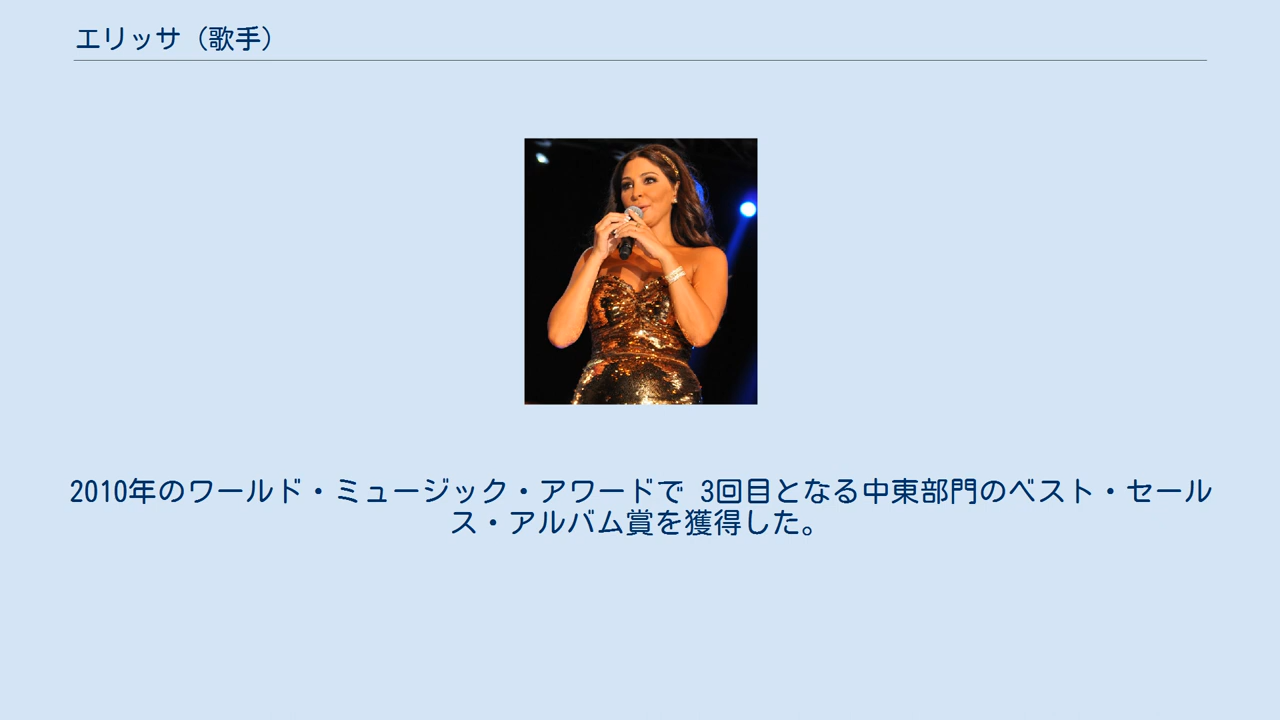 エリッサ（歌手）
2010年のワールド・ミュージック・アワードで 3回目となる中東部門のベスト・セール
ス・アルバム賞を獲得した。